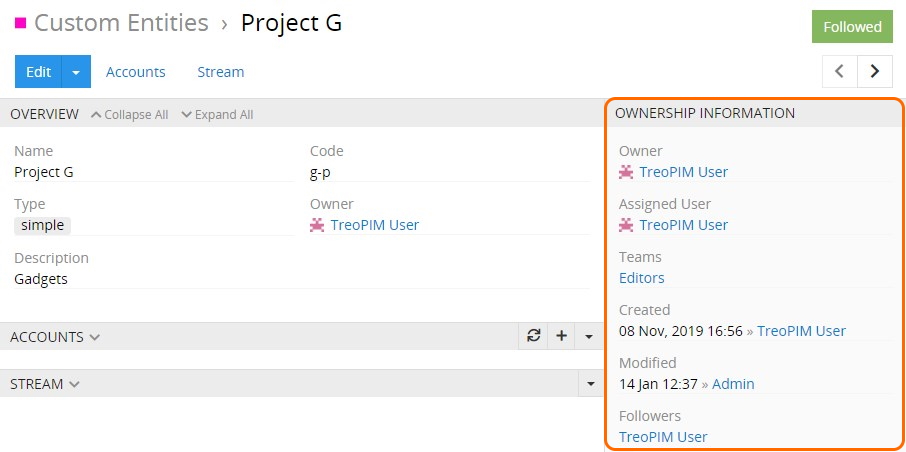 Custom Entities › Project G
Followed
Edit Accounts Stream
OVERVIEW Collapse All Expand All
Name Code
Project G g-p
Type Owner
simple TreoPIM User
Description
Gadgets
ACCOUNTS
STREAM
OWNERSHIP INFORMATION
Owner
TreoPIM User
Assigned User
TreoPIM User
Teams
Editors
Created
08 Nov, 2019 16:56 » TreoPIM User
Modified
14 Jan 12:37 » Admin
Followers
TreoPIM User